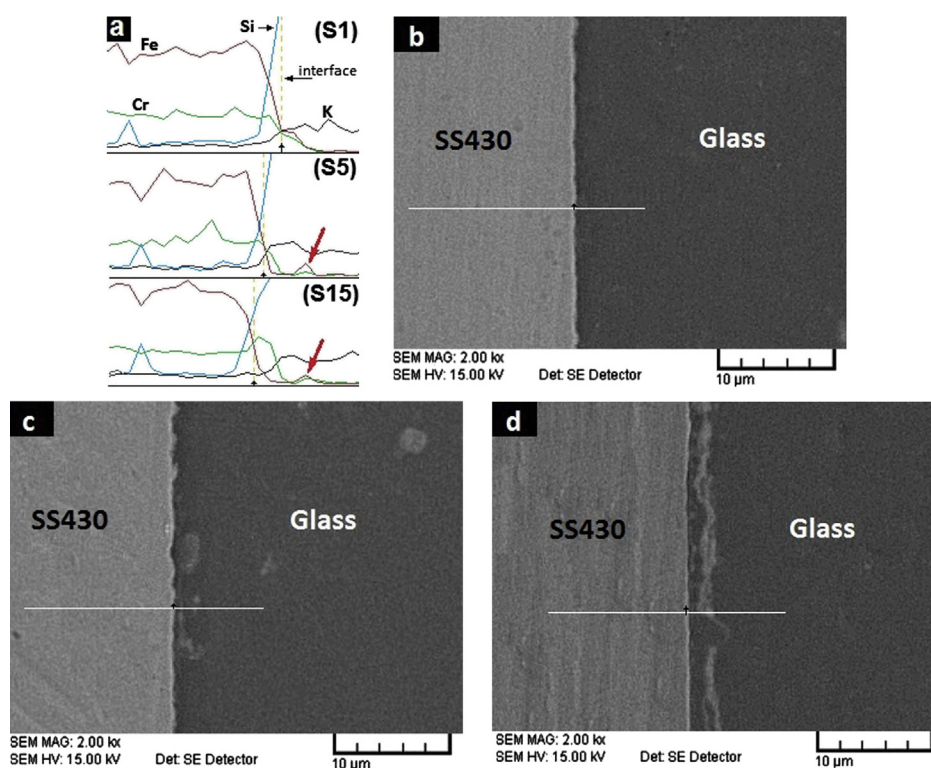 a
Si
(S1)
Fe
interface
Cr
K
(S5)
(S15)
b
SS430
Glass
SEM MAG: 2.00 kx
SEM HV: 15.00 kV Det: SE Detector
10 µm
c
SS430
Glass
SEM MAG: 2.00 kx
SEM HV: 15.00 kV Det: SE Detector
10 µm
d
SS430
Glass
SEM MAG: 2.00 kx
SEM HV: 15.00 kV Det: SE Detector
10 µm